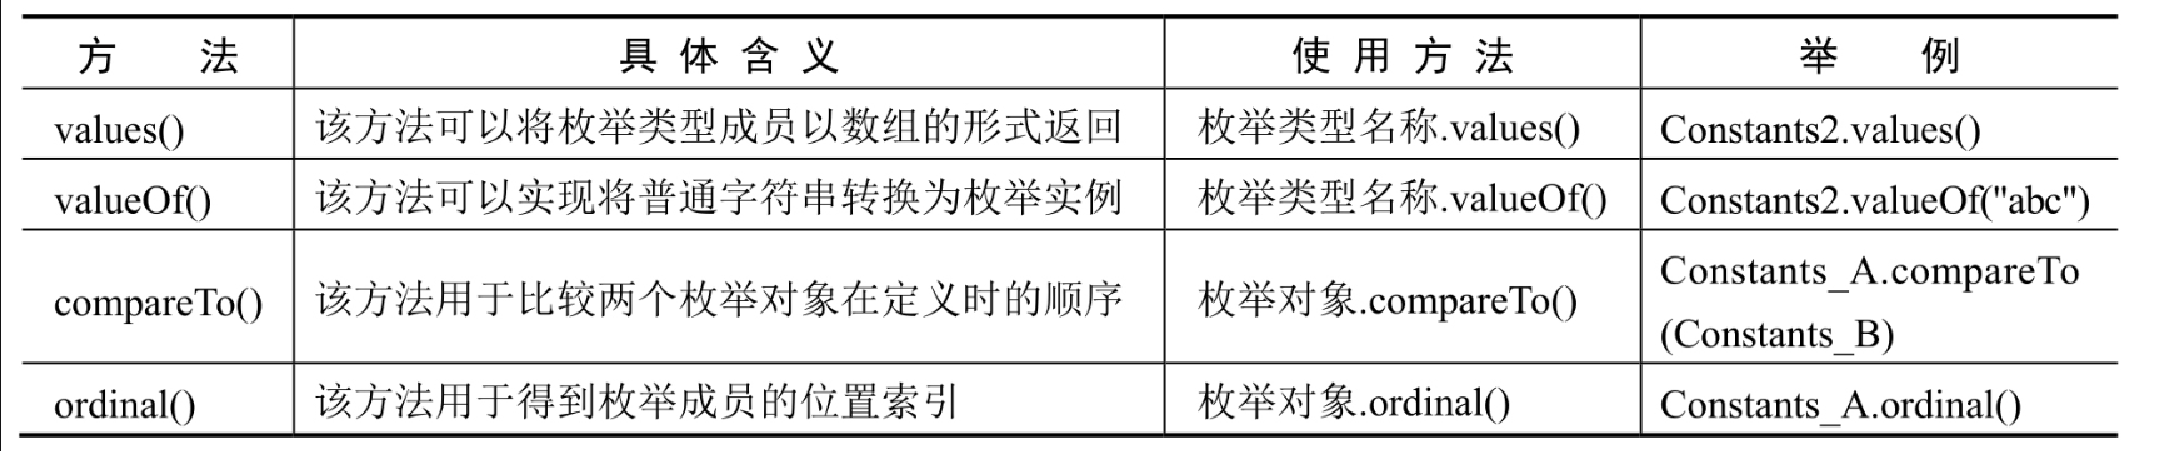 方 法 具体含义 使用方法 举 例
values() 该方法可以将枚举类型成员以数组的形式返回 枚举类型名称.values() Constants2.values()
valueOf() 该方法可以实现将普通字符串转换为枚举实例 枚举类型名称.valueOf() Constants2.valueOf("abc")
compareTo() 该方法用于比较两个枚举对象在定义时的顺序 枚举对象.compareTo() Constants_A.compareTo
(Constants_B)
ordinal() 该方法用于得到枚举成员的位置索引 枚举对象.ordinal() Constants_A.ordinal()